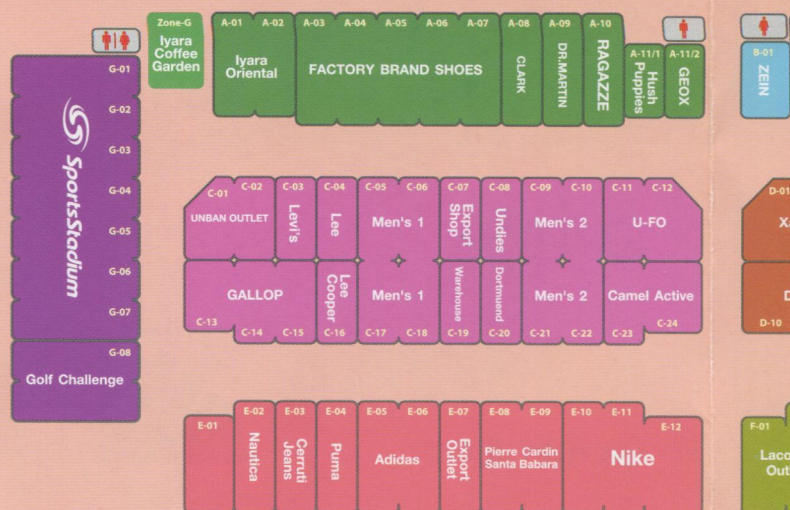 Zone-G
Iyara
Coffee
Garden
A-01
A-02
Iyara
Oriental
A-03
A-04
A-05
A-06
A-07
FACTORY BRAND SHOES
A-08
CLARK
A-09
DR.MARTIN
A-10
RAGAZZE
A-11/1
Hush
Puppies
A-11/2
GEOX
B-01
ZEIN
G-01
G-02
G-03
G-04
G-05
G-06
G-07
SportsStadium
G-08
Golf Challenge
C-01
C-02
UNBAN OUTLET
C-03
Levi's
C-04
Lee
C-05
C-06
Men's 1
C-07
Export
Shop
C-08
Undies
C-09
C-10
Men's 2
C-11
C-12
U-FO
D-01
X
GALLOP
C-13
C-14
C-15
Lee
Cooper
C-16
Men's 1
C-17
C-18
Warehouse
C-19
Dortmuend
C-20
Men's 2
C-21
C-22
Camel Active
C-23
C-24
D
D-10
E-01
E-02
Nautica
E-03
Cerruti
Jeans
E-04
Puma
E-05
E-06
Adidas
E-07
Export
Outlet
E-08
E-09
Pierre Cardin
Santa Babara
E-10
E-11
E-12
Nike
F-01
Laco
Out